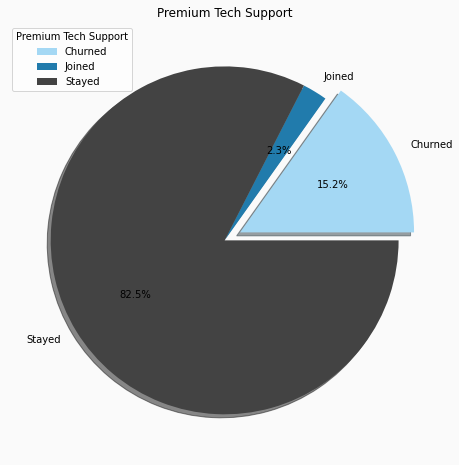 Premium Tech Support
Premium Tech Support
Churned
Joined
Stayed
Joined
Churned
2.3%
15.2%
82.5%
Stayed